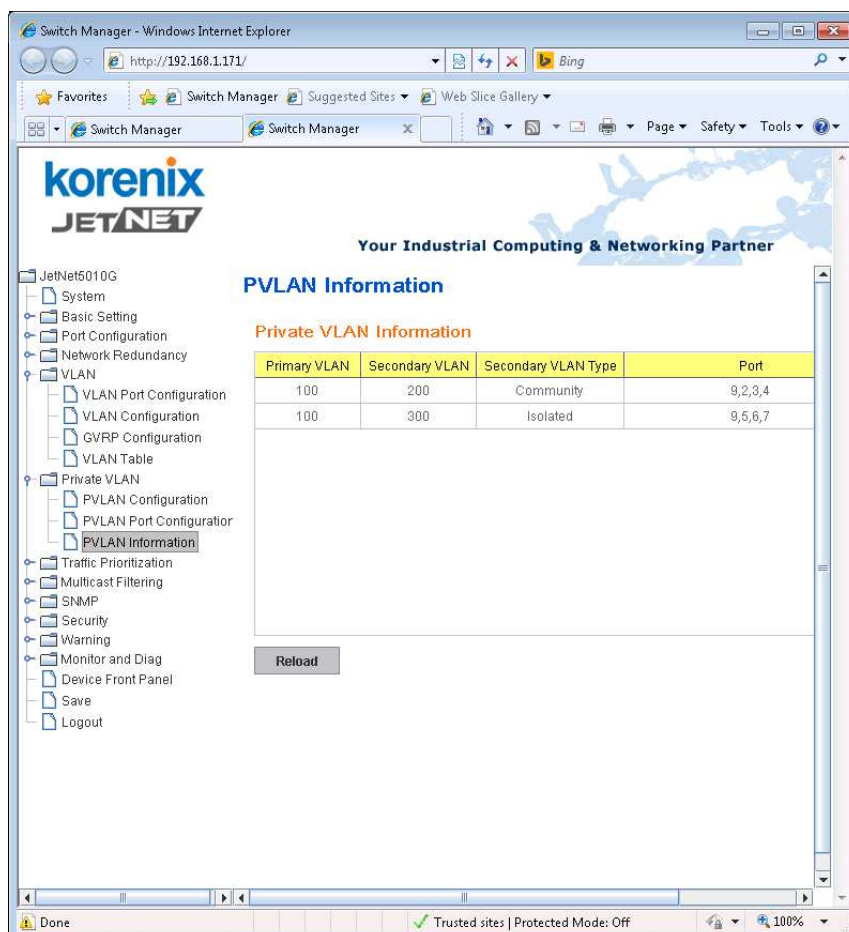 Switch Manager - Windows Internet Explorer
http://192.168.1.171/
Bing
Favorites Switch Manager Suggested Sites Web Slice Gallery
Switch Manager Switch Manager x Page Safety Tools
korenix
JETNET
Your Industrial Computing & Networking Partner
JetNet5010G
System
Basic Setting
Port Configuration
Network Redundancy
VLAN
VLAN Port Configuration
VLAN Configuration
GVRP Configuration
VLAN Table
Private VLAN
PVLAN Configuration
PVLAN Port Configuration
PVLAN Information
Traffic Prioritization
Multicast Filtering
SNMP
Security
Warning
Monitor and Diag
Device Front Panel
Save
Logout
PVLAN Information
Private VLAN Information
Primary VLAN Secondary VLAN Secondary VLAN Type Port
100 200 Community 9,2,3,4
100 300 Isolated 9,5,6,7
Reload
Done Trusted sites | Protected Mode: Off 100%